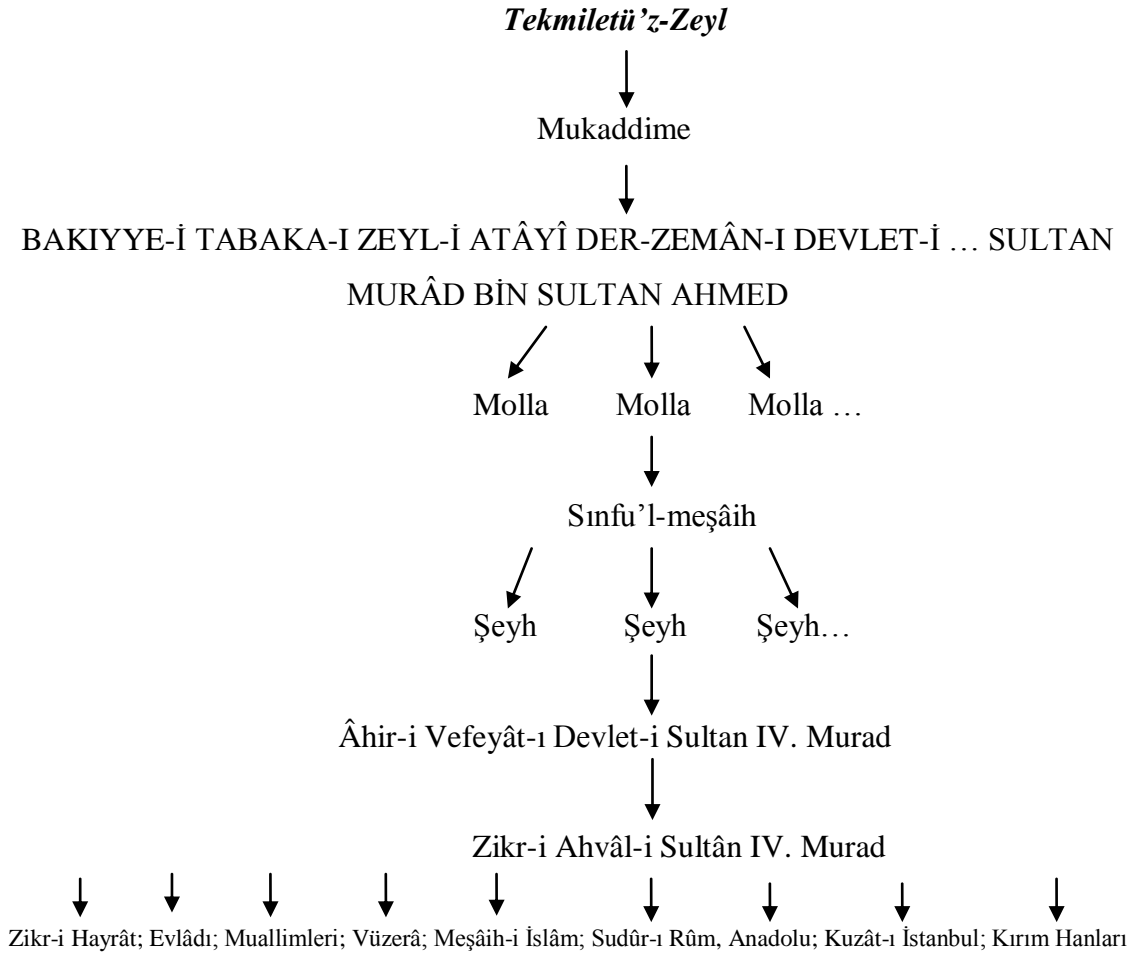 Tekmiletü’z-Zeyl
Mukaddime
BAKIYYE-İ TABAKA-I ZEYL-İ ATÂYÎ DER-ZEMÂN-I DEVLET-İ … SULTAN
MURÂD BİN SULTAN AHMED
Molla Molla Molla …
Sınfu’l-meşâih
Şeyh Şeyh Şeyh…
Âhir-i Vefeyât-ı Devlet-i Sultan IV. Murad
Zikr-i Ahvâl-i Sultân IV. Murad
Zikr-i Hayrât; Evlâdı; Muallimleri; Vüzerâ; Meşâih-i İslâm; Sudûr-ı Rûm, Anadolu; Kuzât-ı İstanbul; Kırım Hanları